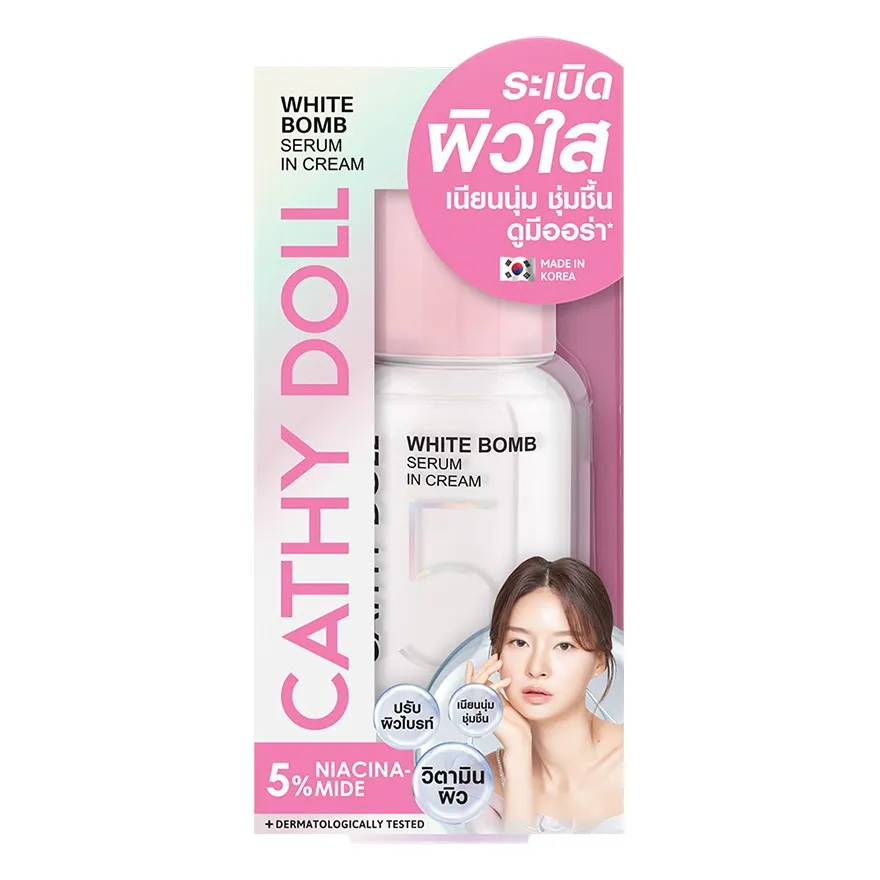 WHITE
BOMB
SERUM
IN CREAM
CATHY DOLL
ระเบิด
ผิวใส
เนียนนุ่ม ชุ่มชื้น
ดูมีออร่า*
MADE IN
KOREA
WHITE BOMB
SERUM
IN CREAM
CATHY DOLL
5
ปรับ
ผิวไบรท์
เนียนนุ่ม
ชุ่มชื้น
วิตามิน
ผิว
5% NIACINA-
MIDE
+ DERMATOLOGICALLY TESTED